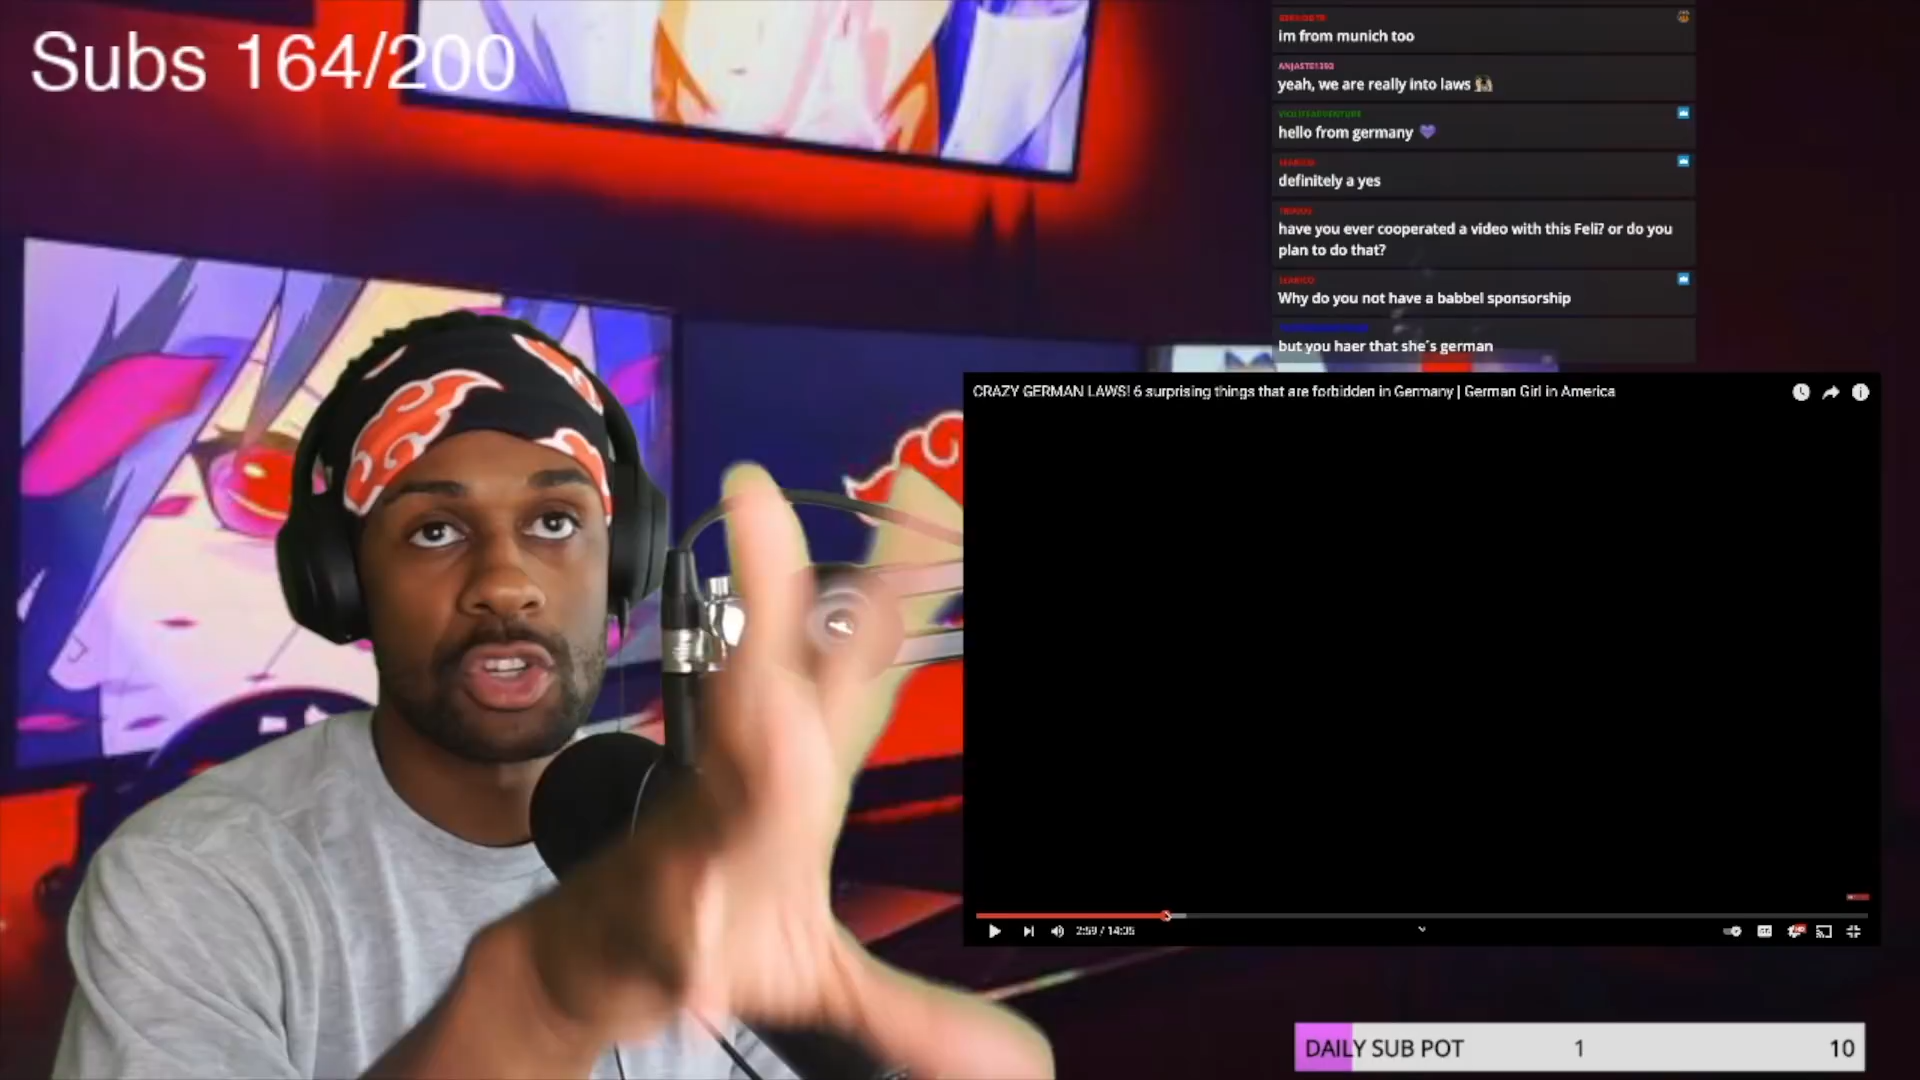 Subs 164/200
im from munich too
ANJASTE1393
yeah, we are really into laws
hello from germany 💜
definitely a yes
have you ever cooperated a video with this Feli? or do you
plan to do that?
Why do you not have a babbel sponsorship
but you haer that she's german
CRAZY GERMAN LAWS! 6 surprising things that are forbidden in Germany | German Girl in America
2:59 / 14:35
DAILY SUB POT 1 10